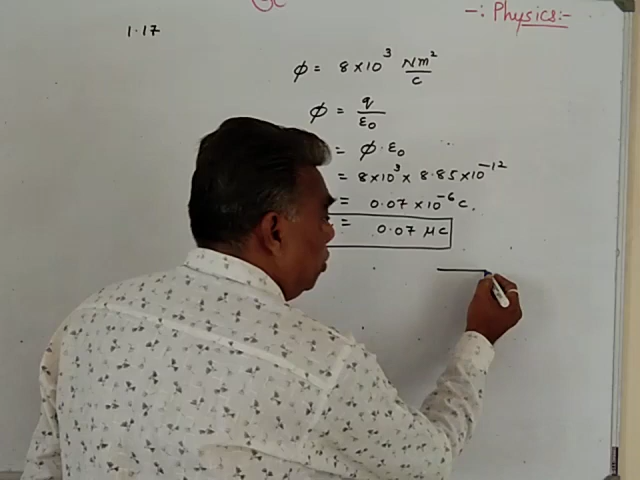 -: Physics:-
1.17
ϕ = 8×10³ Nm²/C
ϕ = q/ε₀
= ϕ.ε₀
= 8×10³ × 8.85×10⁻¹²
= 0.07 ×10⁻⁶ C.
= 0.07 μC